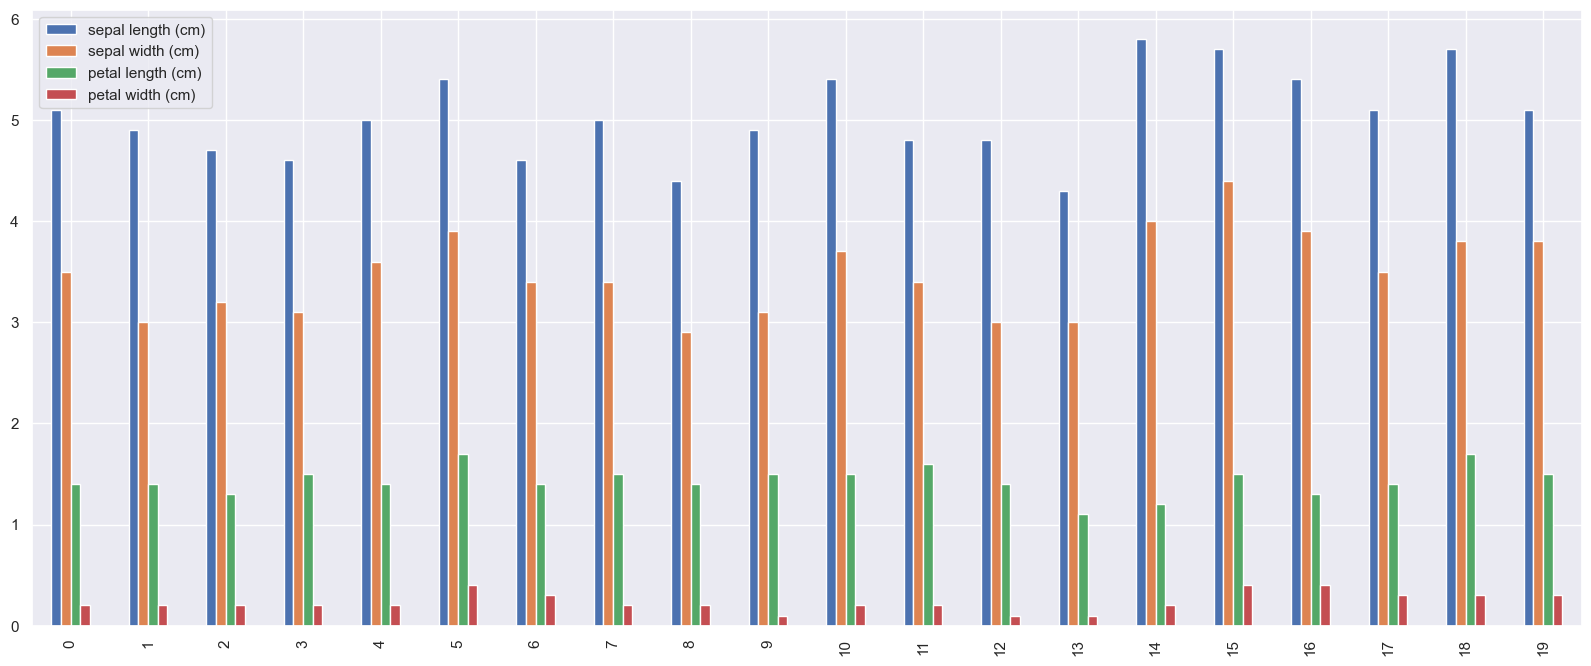 6
5
4
3
2
1
0
sepal length (cm)
sepal width (cm)
petal length (cm)
petal width (cm)
0 1 2 3 4 5 6 7 8 9 10 11 12 13 14 15 16 17 18 19